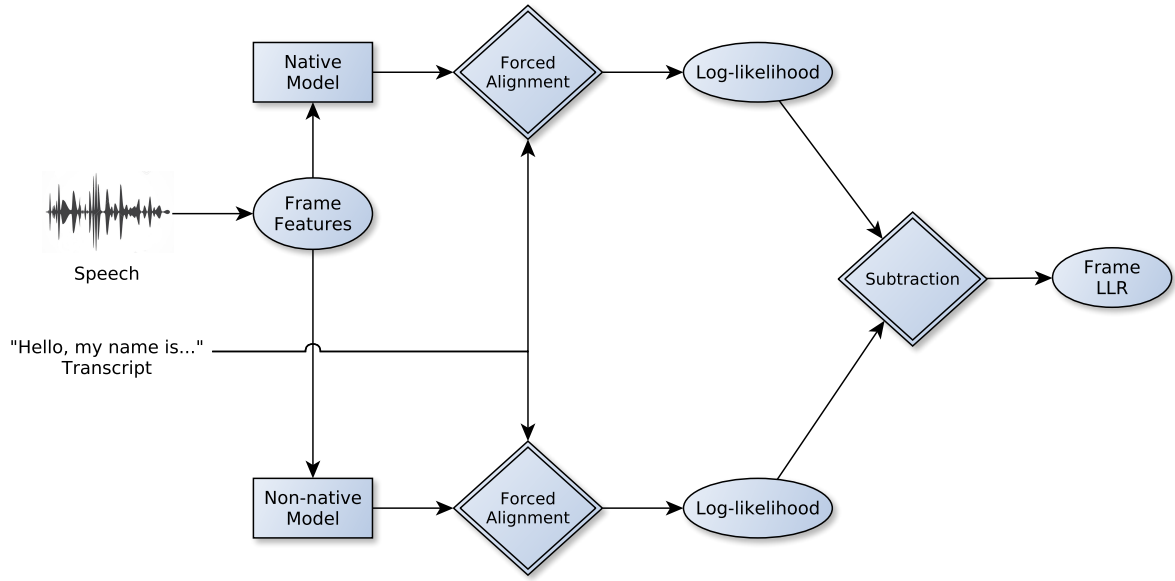 Native
Model
Forced
Alignment
Log-likelihood
Frame
Features
Speech
Subtraction
Frame
LLR
"Hello, my name is..."
Transcript
Non-native
Model
Forced
Alignment
Log-likelihood